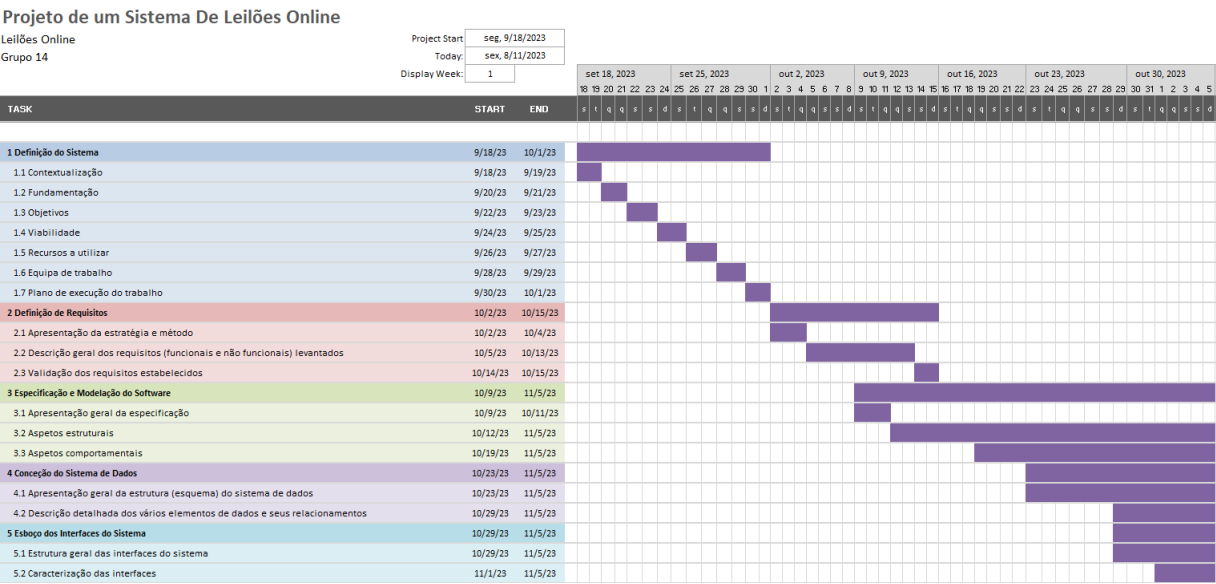 Projeto de um Sistema De Leilões Online
Leilões Online
Project Start seg, 9/18/2023
Grupo 14
Today: sex, 8/11/2023
Display Week: 1
set 18, 2023 set 25, 2023 out 2, 2023 out 9, 2023 out 16, 2023 out 23, 2023 out 30, 2023
18 19 20 21 22 23 24 25 26 27 28 29 30 1 2 3 4 5 6 7 8 9 10 11 12 13 14 15 16 17 18 19 20 21 22 23 24 25 26 27 28 29 30 31 1 2 3 4 5
TASK START END s t q q s s d s t q q s s d s t q q s s d s t q q s s d s t q q s s d s t q q s s d s t q q s s d
1 Definição do Sistema 9/18/23 10/1/23
1.1 Contextualização 9/18/23 9/19/23
1.2 Fundamentação 9/20/23 9/21/23
1.3 Objetivos 9/22/23 9/23/23
1.4 Viabilidade 9/24/23 9/25/23
1.5 Recursos a utilizar 9/26/23 9/27/23
1.6 Equipa de trabalho 9/28/23 9/29/23
1.7 Plano de execução do trabalho 9/30/23 10/1/23
2 Definição de Requisitos 10/2/23 10/15/23
2.1 Apresentação da estratégia e método 10/2/23 10/4/23
2.2 Descrição geral dos requisitos (funcionais e não funcionais) levantados 10/5/23 10/13/23
2.3 Validação dos requisitos estabelecidos 10/14/23 10/15/23
3 Especificação e Modelação do Software 10/9/23 11/5/23
3.1 Apresentação geral da especificação 10/9/23 10/11/23
3.2 Aspetos estruturais 10/12/23 11/5/23
3.3 Aspetos comportamentais 10/19/23 11/5/23
4 Conceção do Sistema de Dados 10/23/23 11/5/23
4.1 Apresentação geral da estrutura (esquema) do sistema de dados 10/23/23 11/5/23
4.2 Descrição detalhada dos vários elementos de dados e seus relacionamentos 10/29/23 11/5/23
5 Esboço dos Interfaces do Sistema 10/29/23 11/5/23
5.1 Estrutura geral das interfaces do sistema 10/29/23 11/5/23
5.2 Caracterização das interfaces 11/1/23 11/5/23